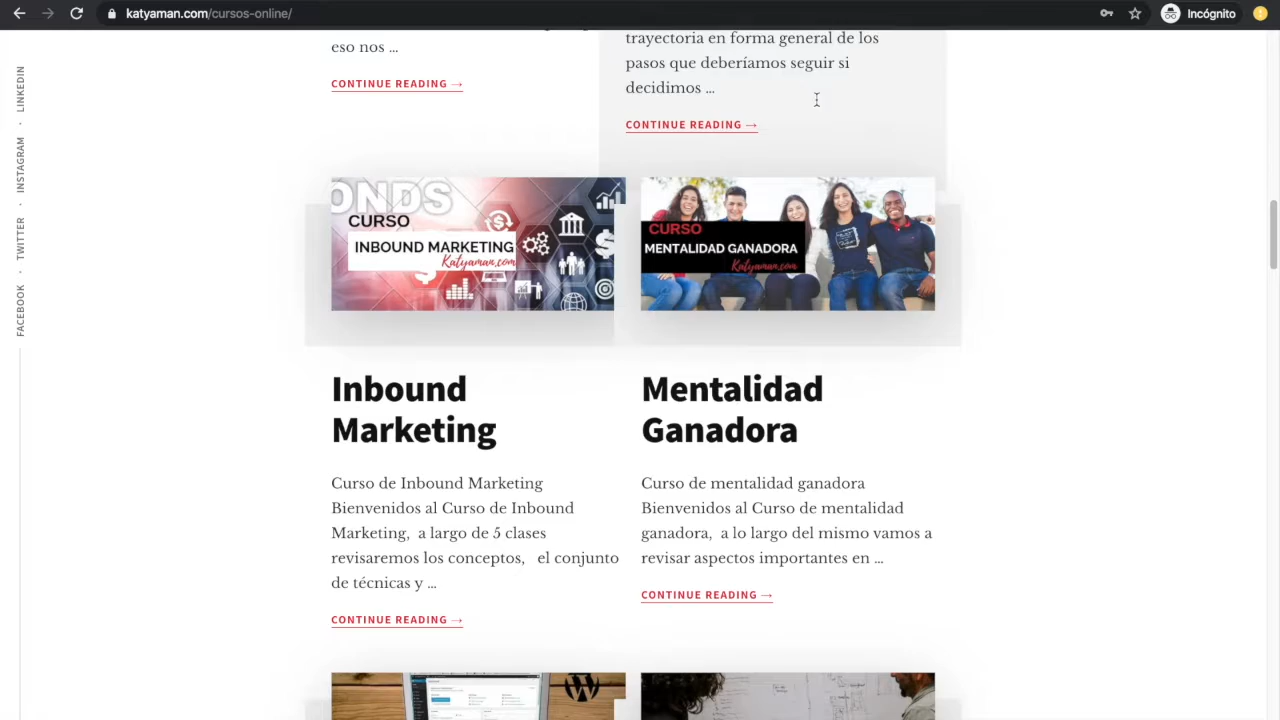 katyaman.com/cursos-online/
Incógnito
LINKEDIN
INSTAGRAM
TWITTER
FACEBOOK
eso nos ...
CONTINUE READING →
trayectoria en forma general de los
pasos que deberíamos seguir si
decidimos ...
CONTINUE READING →
ONDS
CURSO
INBOUND MARKETING
Katyaman.com
CURSO
MENTALIDAD GANADORA
Katyaman.com
Inbound
Marketing
Curso de Inbound Marketing
Bienvenidos al Curso de Inbound
Marketing,  a largo de 5 clases
revisaremos los conceptos,   el conjunto
de técnicas y ...
CONTINUE READING →
Mentalidad
Ganadora
Curso de mentalidad ganadora
Bienvenidos al Curso de mentalidad
ganadora,  a lo largo del mismo vamos a
revisar aspectos importantes en ...
CONTINUE READING →